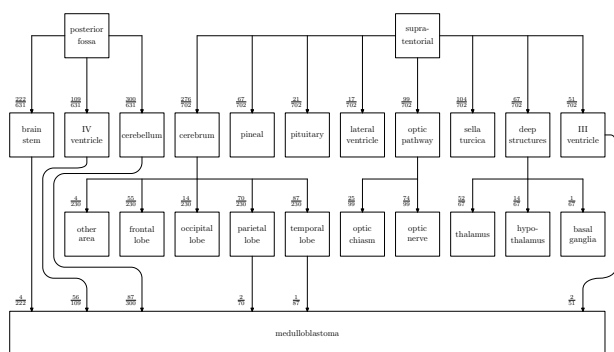 posterior
fossa
supra-
tentorial
222/631
109/631
300/631
276/702
67/702
21/702
17/702
99/702
104/702
67/702
51/702
brain
stem
IV
ventricle
cerebellum
cerebrum
pineal
pituitary
lateral
ventricle
optic
pathway
sella
turcica
deep
structures
III
ventricle
4/230
55/230
14/230
70/230
87/230
25/99
74/99
52/67
14/67
1/67
other
area
frontal
lobe
occipital
lobe
parietal
lobe
temporal
lobe
optic
chiasm
optic
nerve
thalamus
hypo-
thalamus
basal
ganglia
4/222
56/109
87/300
2/70
1/87
2/51
medulloblastoma